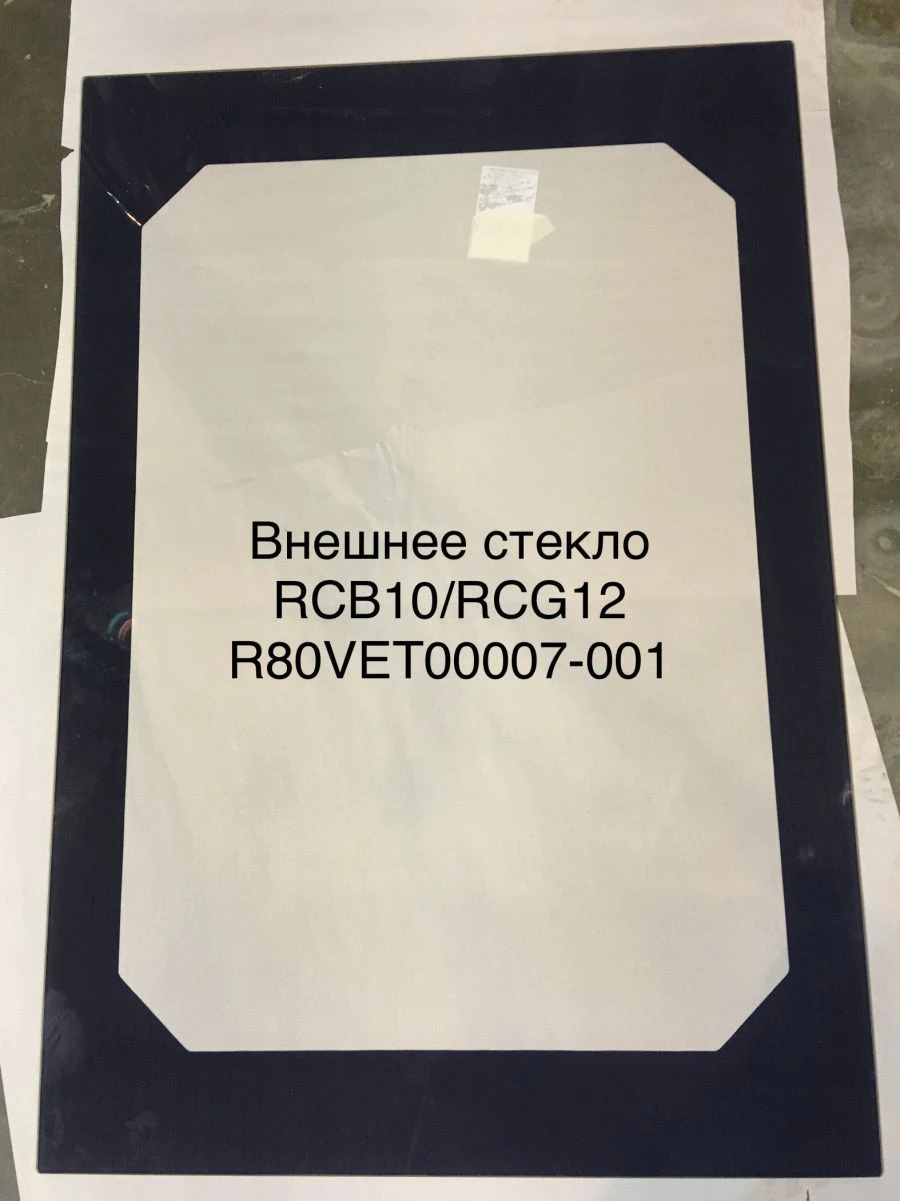 Внешнее стекло
RCB10/RCG12
R80VET00007-001